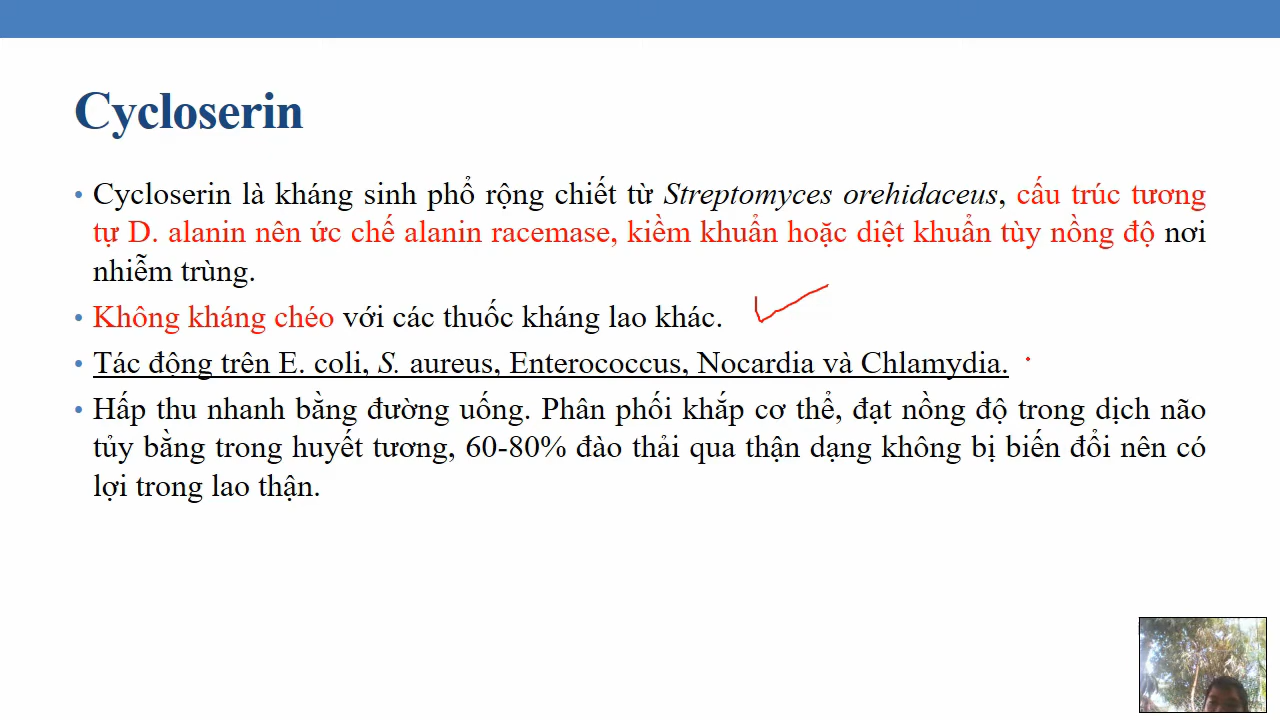 Cycloserin
• Cycloserin là kháng sinh phổ rộng chiết từ Streptomyces orehidaceus, cấu trúc tương
tự D. alanin nên ức chế alanin racemase, kiềm khuẩn hoặc diệt khuẩn tùy nồng độ nơi
nhiễm trùng.
• Không kháng chéo với các thuốc kháng lao khác.
• Tác động trên E. coli, S. aureus, Enterococcus, Nocardia và Chlamydia.
• Hấp thu nhanh bằng đường uống. Phân phối khắp cơ thể, đạt nồng độ trong dịch não
tủy bằng trong huyết tương, 60-80% đào thải qua thận dạng không bị biến đổi nên có
lợi trong lao thận.